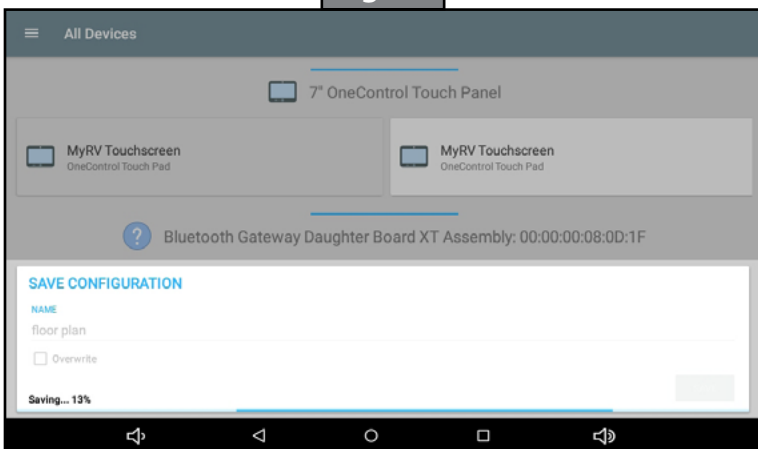 All Devices
7" OneControl Touch Panel
MyRV Touchscreen
OneControl Touch Pad
MyRV Touchscreen
OneControl Touch Pad
?
Bluetooth Gateway Daughter Board XT Assembly: 00:00:00:08:0D:1F
SAVE CONFIGURATION
NAME
floor plan
Overwrite
Saving... 13%